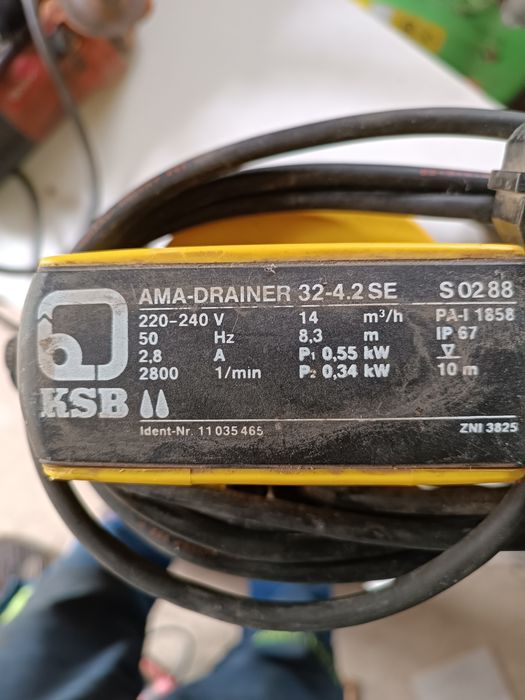 AMA-DRAINER 32-4.2 SE S 02 88
220-240 V 14 m³/h PA-I 1858
50 Hz 8,3 m IP 67
2,8 A P₁ 0,55 kW ∇
2800 1/min P₂ 0,34 kW 10 m
KSB
Ident-Nr. 11 035 465 ZNI 3825